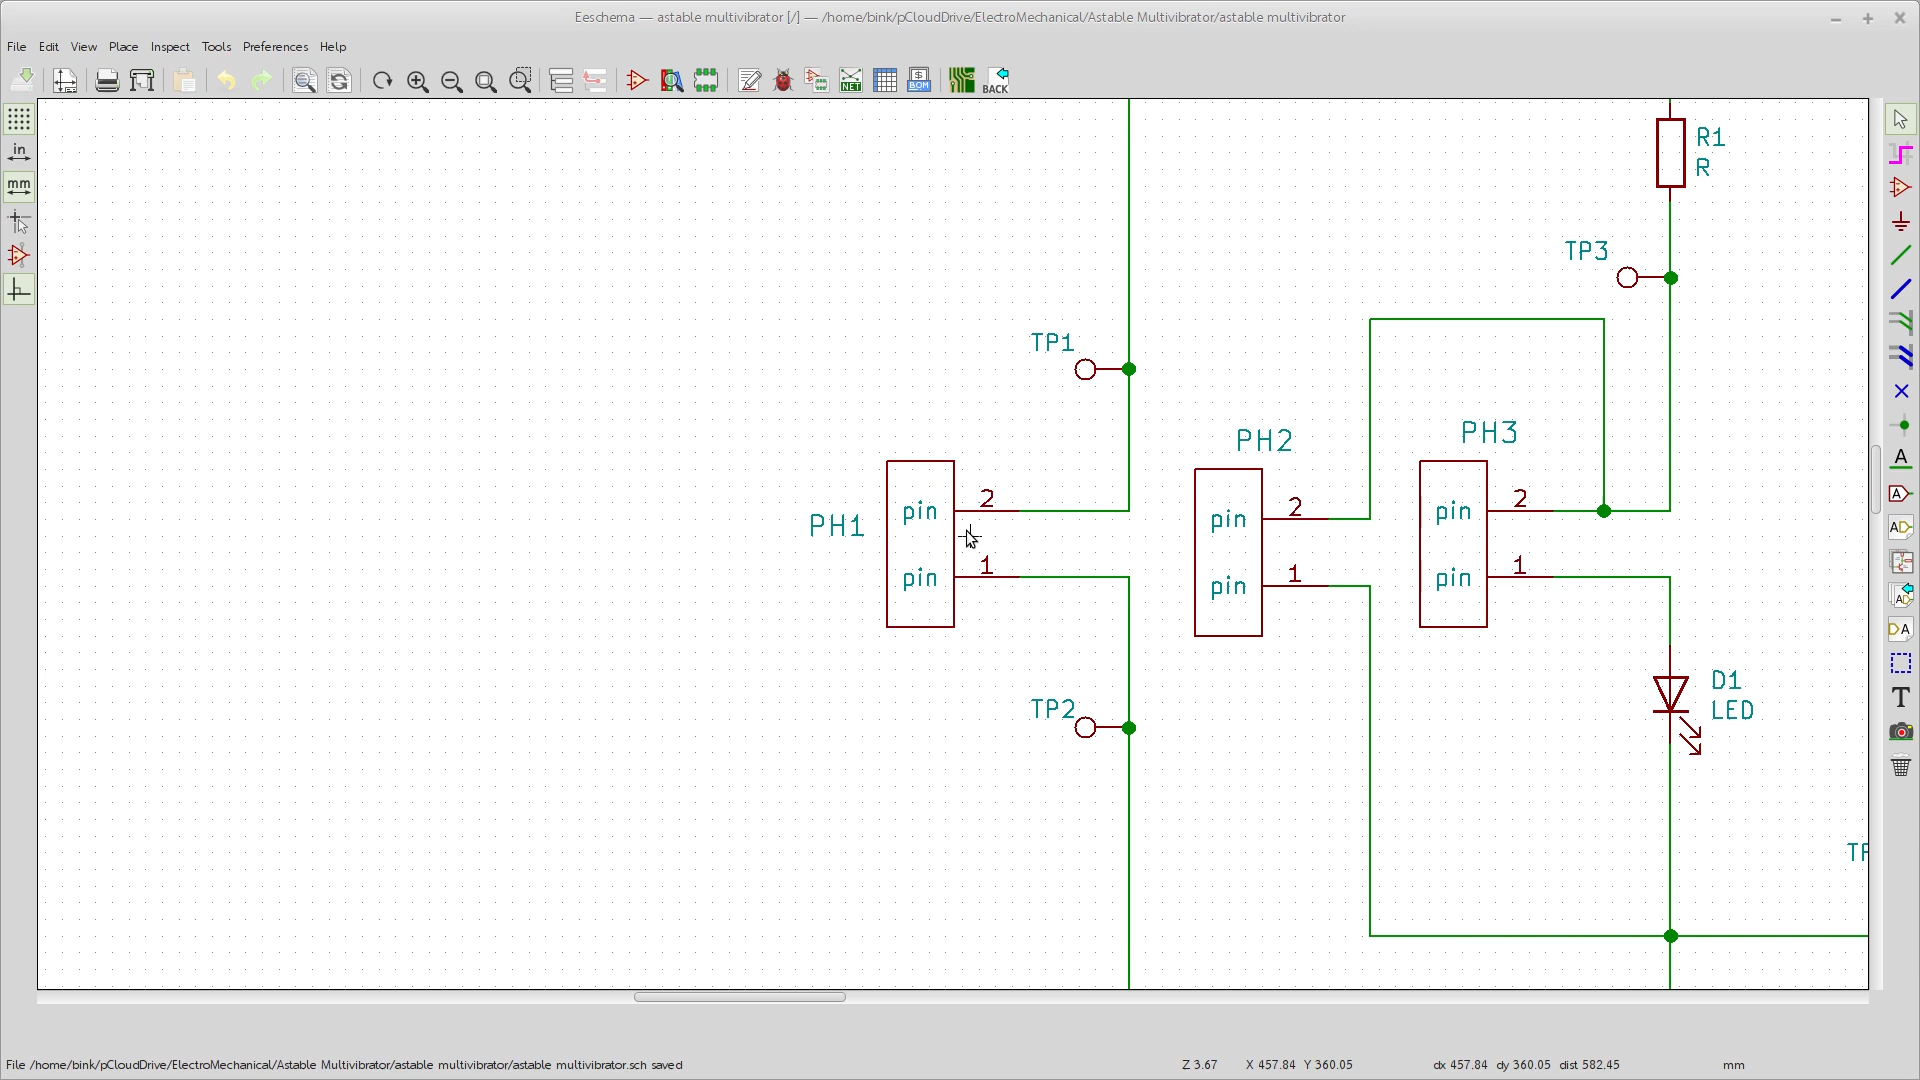 Eeschema — astable multivibrator [/] — /home/bink/pCloudDrive/ElectroMechanical/Astable Multivibrator/astable multivibrator
File Edit View Place Inspect Tools Preferences Help
NET
BOM
BACK
in
mm
A
A
A
A
A
A
T
R1
R
TP3
TP1
PH2
PH3
PH1
pin 2
pin 1
pin 2
pin 1
pin 2
pin 1
TP2
D1
LED
File /home/bink/pCloudDrive/ElectroMechanical/Astable Multivibrator/astable multivibrator/astable multivibrator.sch saved
Z 3.67 X 457.84 Y 360.05 dx 457.84 dy 360.05 dist 582.45 mm